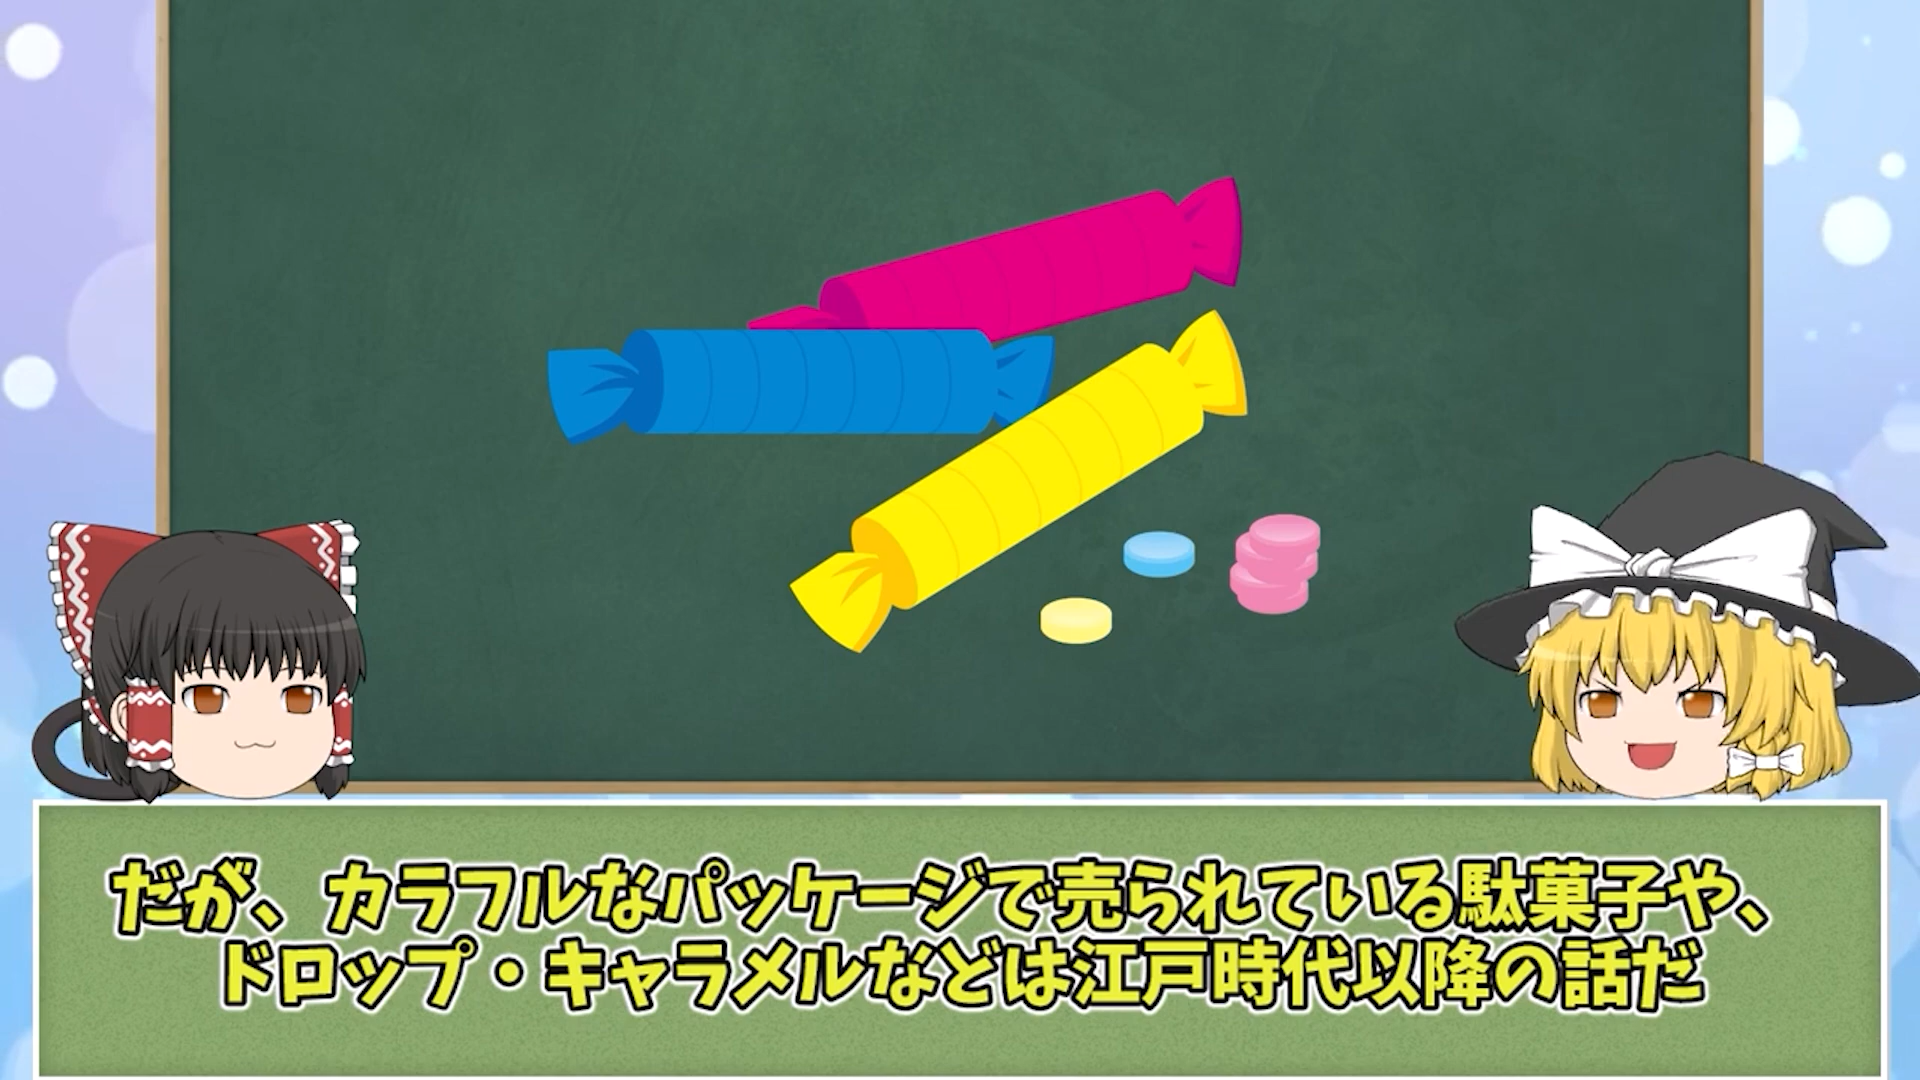 だが、カラフルなパッケージで売られている駄菓子や、
ドロップ・キャラメルなどは江戸時代以降の話だ